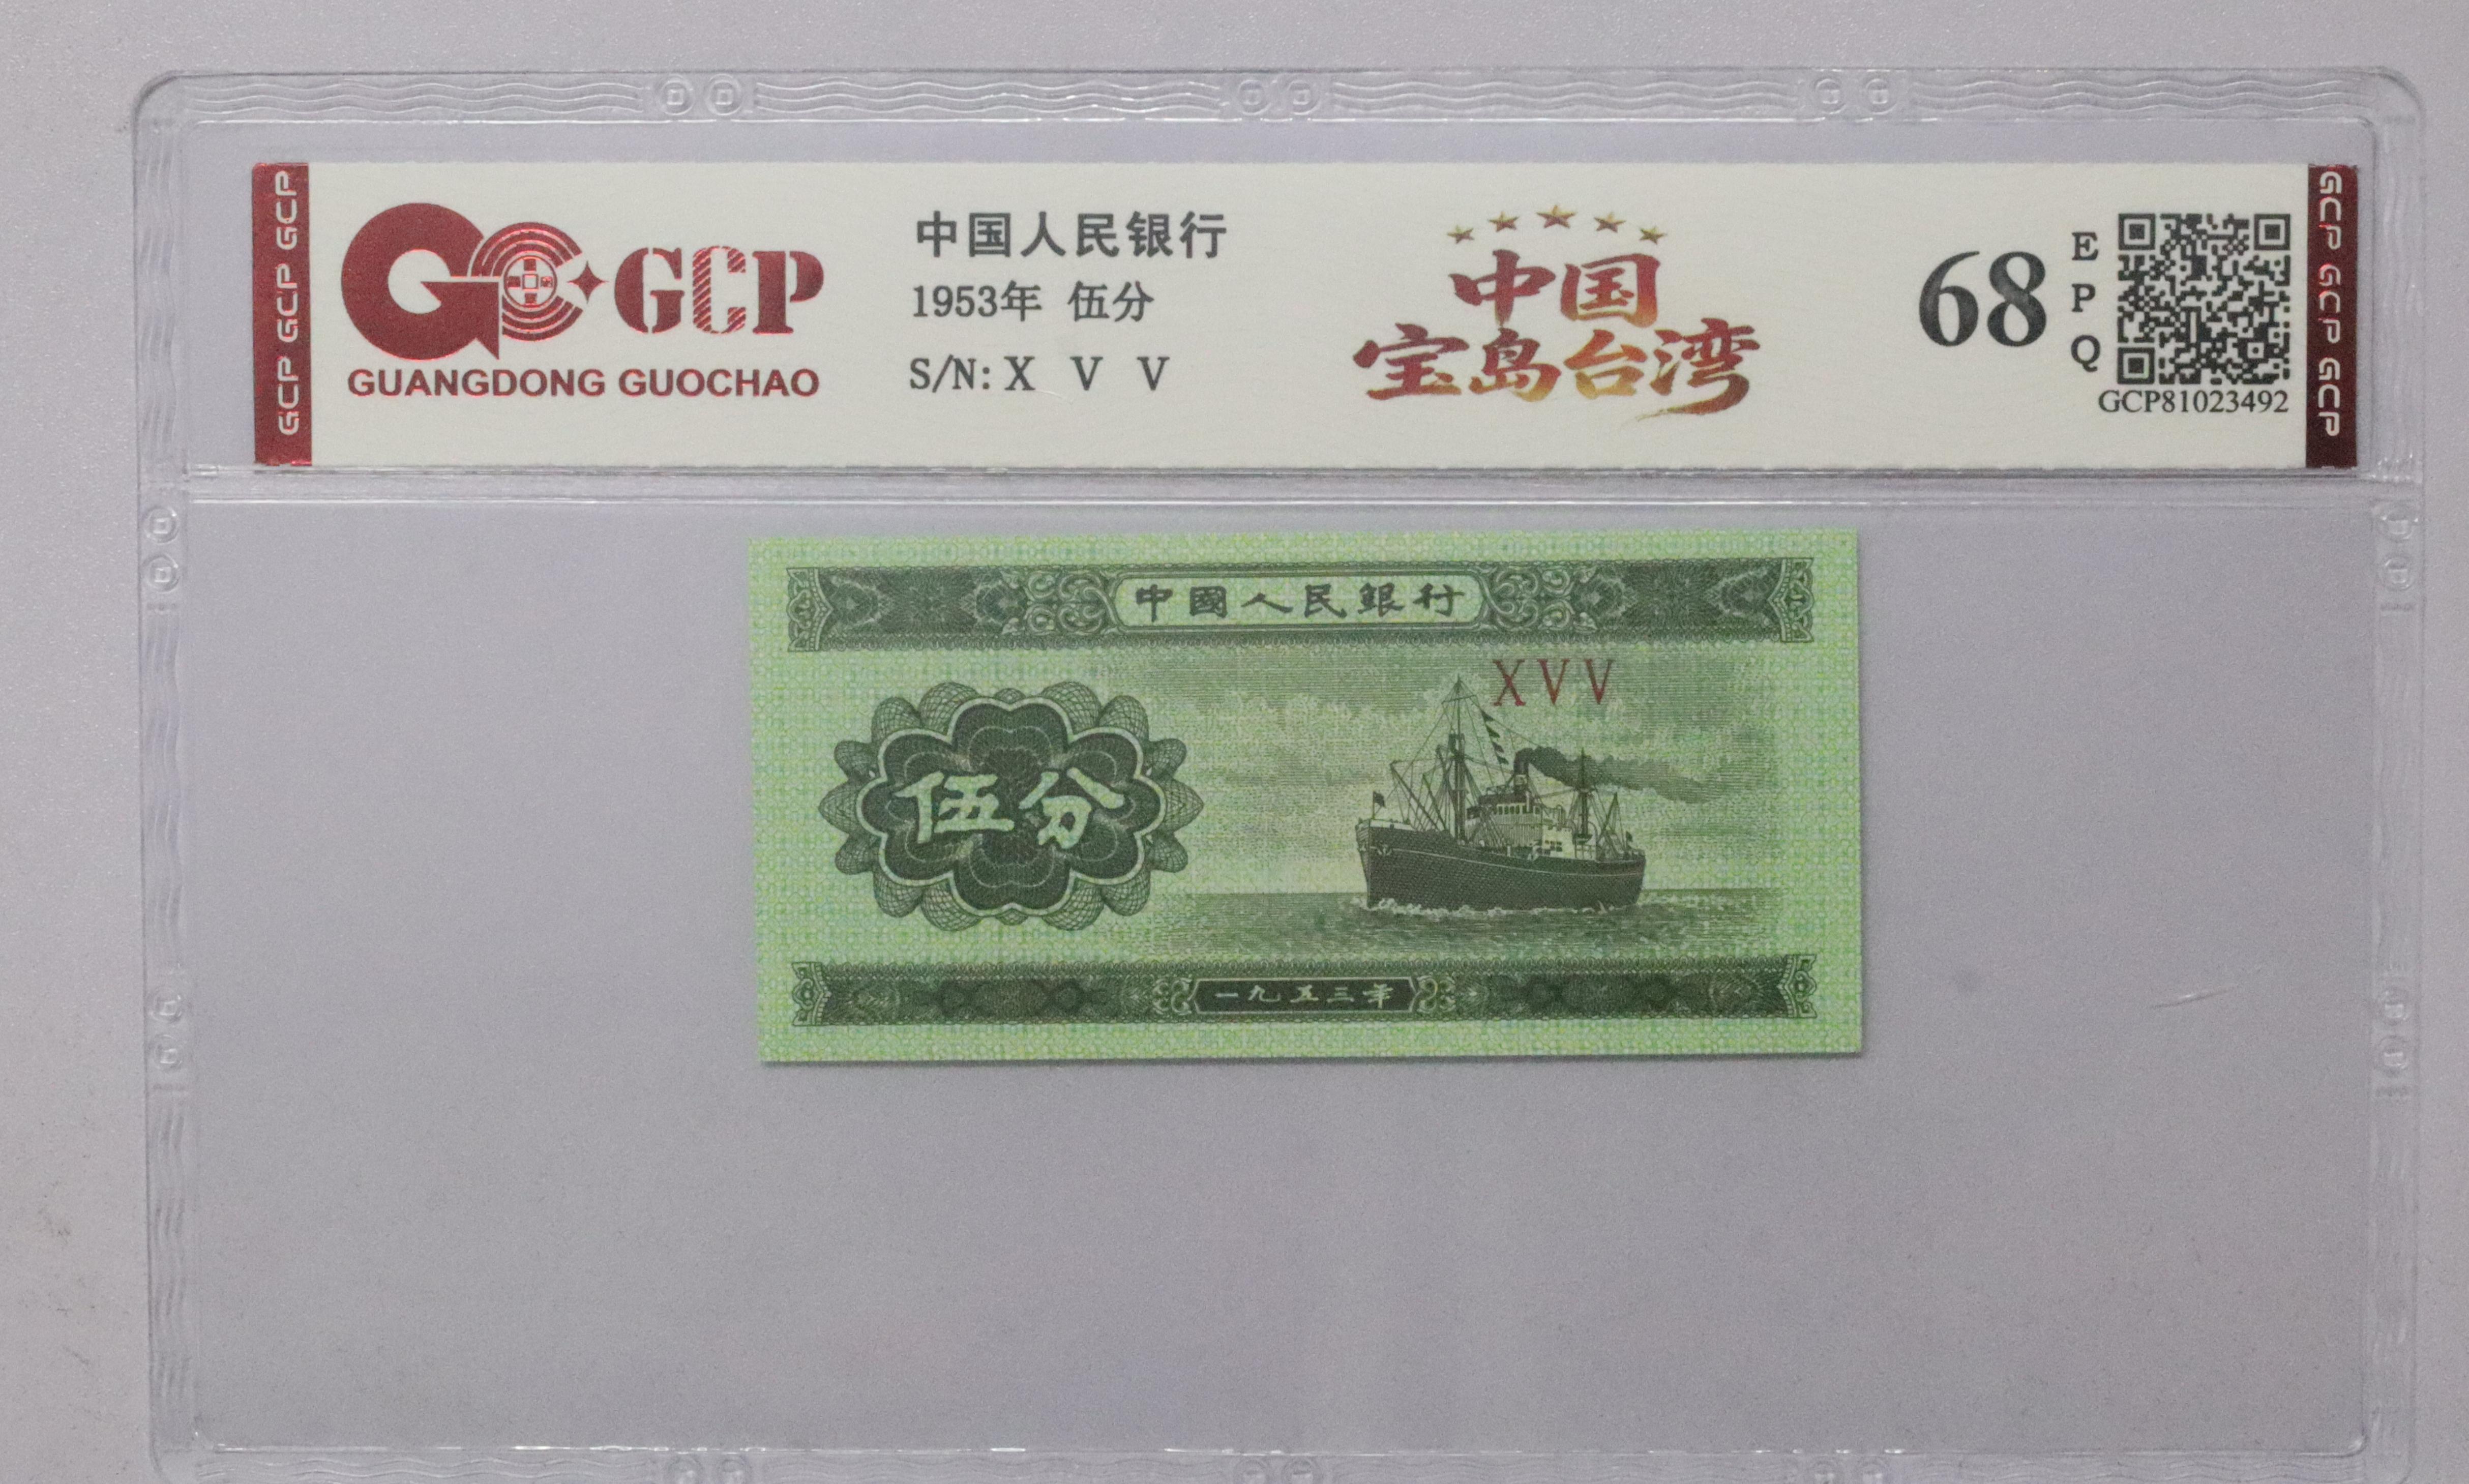 GCP GCP GCP
GCP
GUANGDONG GUOCHAO
中国人民银行
1953年 伍分
S/N: X V V
中国
宝岛台湾
68
E
P
Q
GCP81023492
GCP GCP GCP
中國人民銀行
XVV
伍分
一九五三年